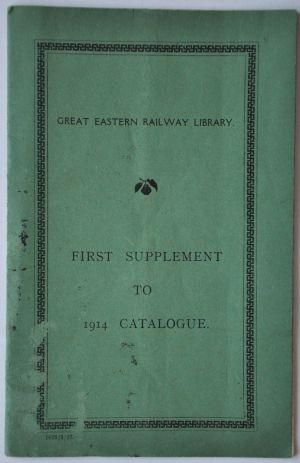 GREAT EASTERN RAILWAY LIBRARY.
FIRST SUPPLEMENT
TO
1914 CATALOGUE.